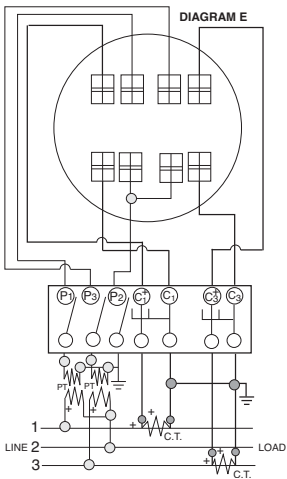 DIAGRAM E
P1 P3 P2 C1+ C1 C3+ C3
PT PT
+ +
1 + + C.T.
LINE 2 LOAD
3 + + C.T.